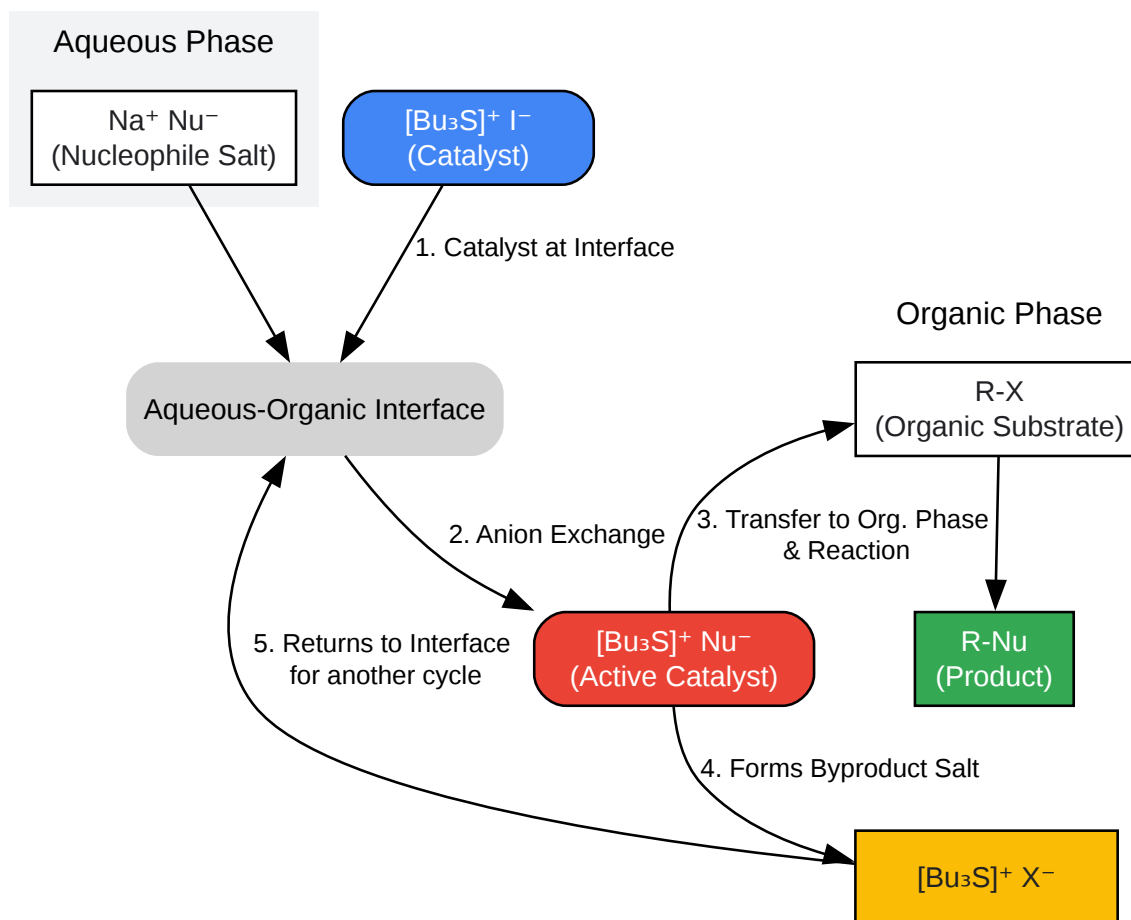 Aqueous Phase
Na⁺ Nu⁻
(Nucleophile Salt)
[Bu₃S]⁺ I⁻
(Catalyst)
1. Catalyst at Interface
Organic Phase
Aqueous-Organic Interface
R-X
(Organic Substrate)
2. Anion Exchange
3. Transfer to Org. Phase
& Reaction
5. Returns to Interface
for another cycle
[Bu₃S]⁺ Nu⁻
(Active Catalyst)
R-Nu
(Product)
4. Forms Byproduct Salt
[Bu₃S]⁺ X⁻